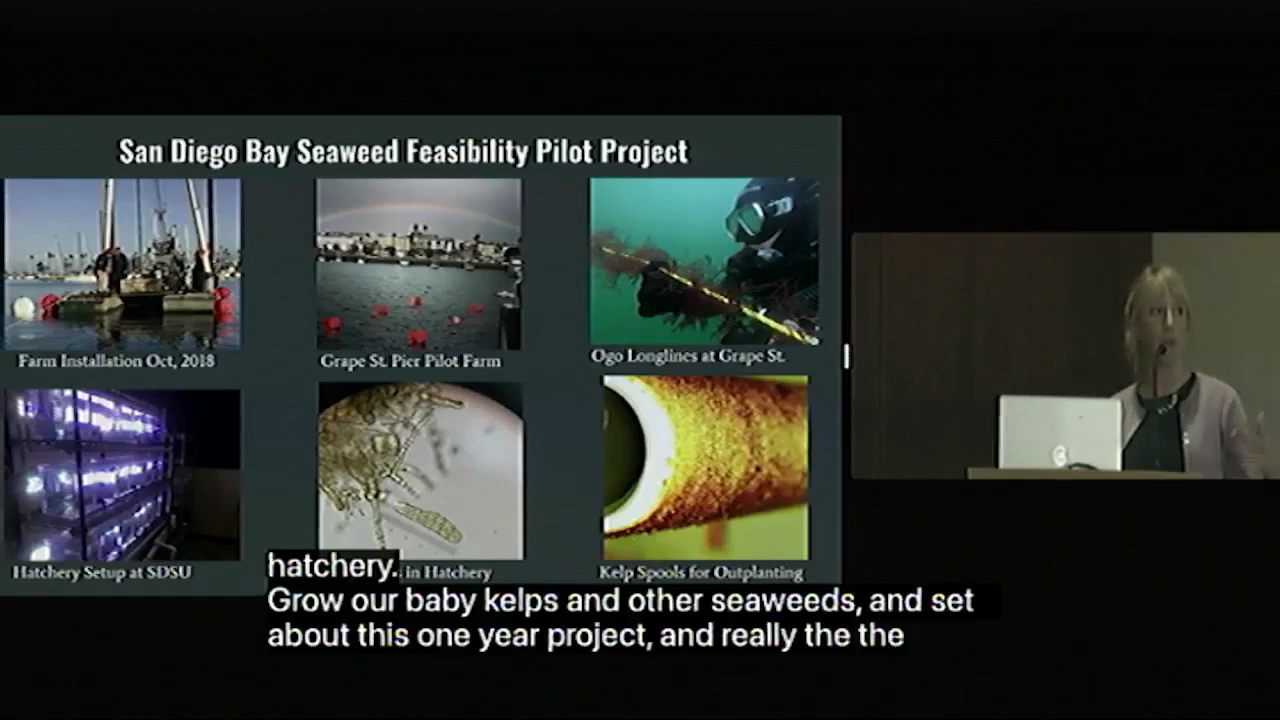 San Diego Bay Seaweed Feasibility Pilot Project
Farm Installation Oct, 2018
Grape St. Pier Pilot Farm
Ogo Longlines at Grape St.
Hatchery Setup at SDSU
in Hatchery
Kelp Spools for Outplanting
hatchery.
Grow our baby kelps and other seaweeds, and set
about this one year project, and really the the